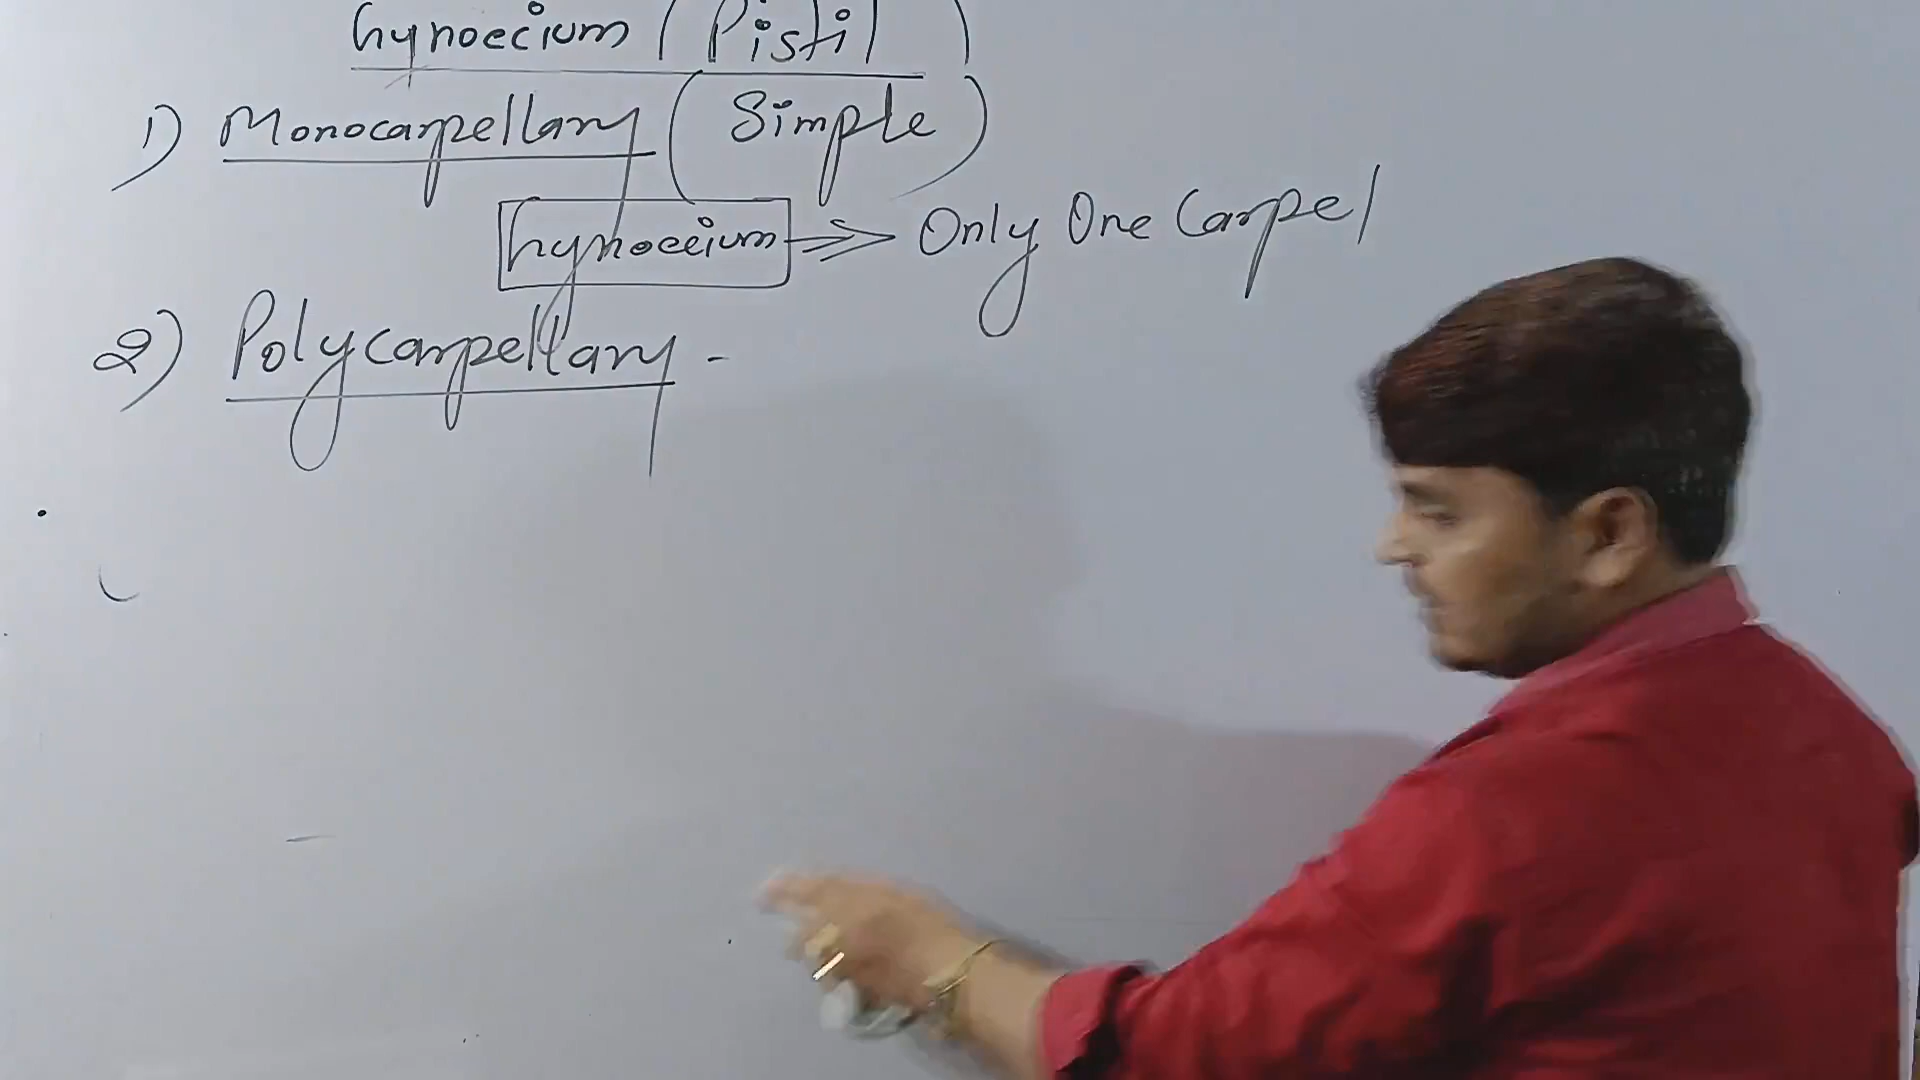 Gynoecium (Pistil)
1) Monocarpellary (Simple)
Gynoecium →→ Only One Carpel
2) Polycarpellary -